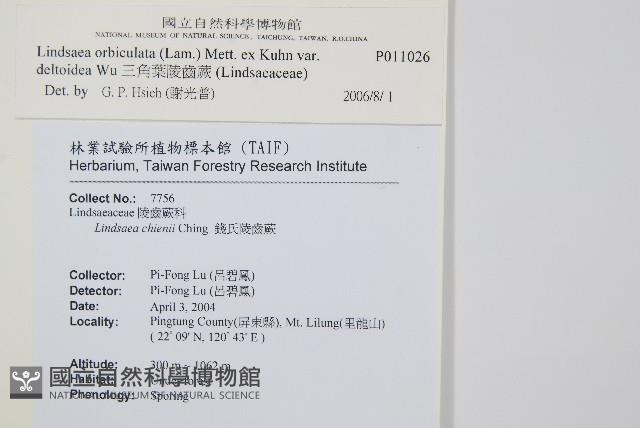 國立自然科學博物館
NATIONAL MUSEUM OF NATURAL SCIENCE, TAICHUNG, TAIWAN, R.O.CHINA
Lindsaea orbiculata (Lam.) Mett. ex Kuhn var. P011026
deltoidea Wu 三角葉陵齒蕨 (Lindsaeaceae)
Det. by G. P. Hsieh (謝光普) 2006/8/ 1
林業試驗所植物標本館 (TAIF)
Herbarium, Taiwan Forestry Research Institute
Collect No.: 7756
Lindsaeaceae 陵齒蕨科
Lindsaea chienii Ching 錢氏陵齒蕨
Collector: Pi-Fong Lu (呂碧鳳)
Detector: Pi-Fong Lu (呂碧鳳)
Date: April 3, 2004
Locality: Pingtung County(屏東縣), Mt. Lilung(里龍山)
( 22° 09' N, 120° 43' E )
Altitude: 300 m ~ 1062 m
Habitat:
國立自然科學博物館
NATIONAL MUSEUM OF NATURAL SCIENCE
Phenology: Sporing